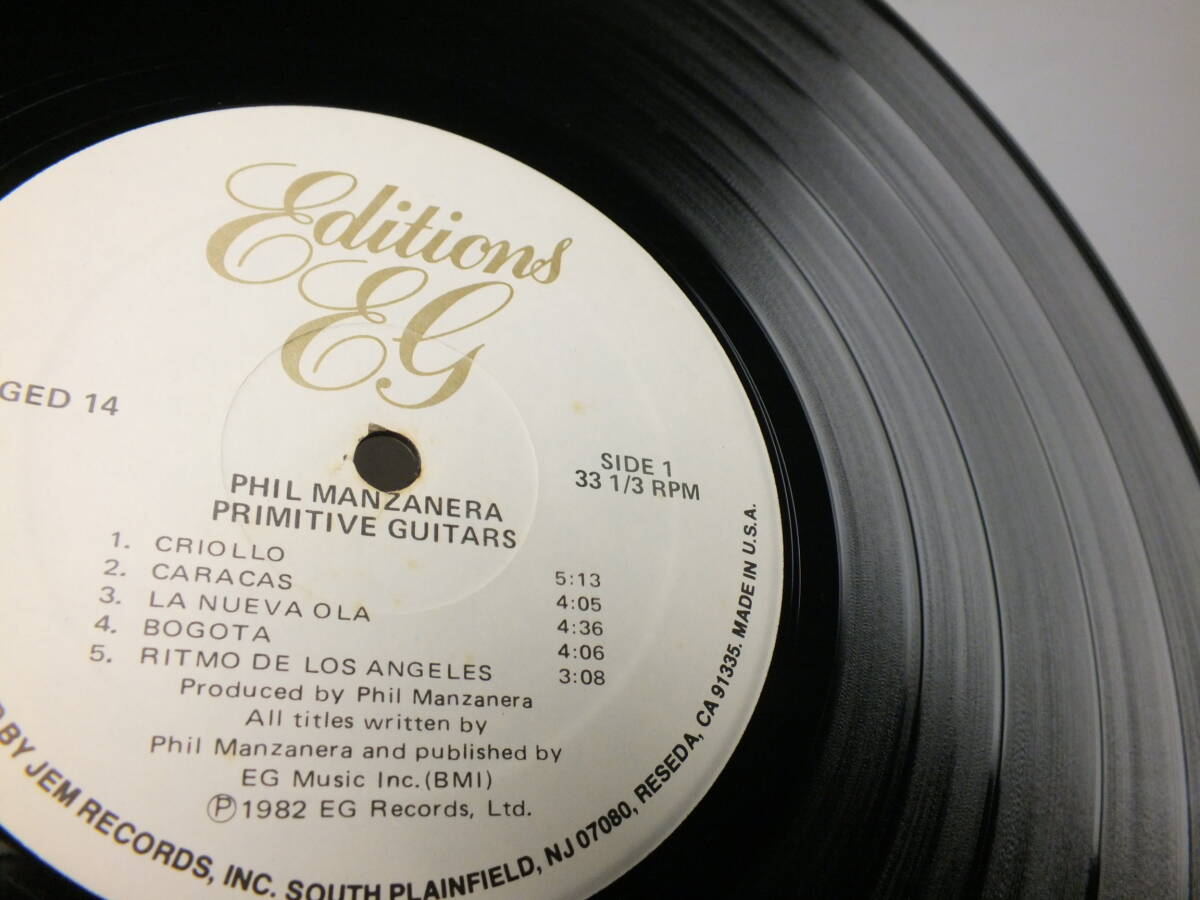 Editions
EG
GED 14
SIDE 1
33 1/3 RPM
PHIL MANZANERA
PRIMITIVE GUITARS
1. CRIOLLO 5:13
2. CARACAS 4:05
3. LA NUEVA OLA 4:36
4. BOGOTA 4:06
5. RITMO DE LOS ANGELES 3:08
Produced by Phil Manzanera
All titles written by
Phil Manzanera and published by
EG Music Inc. (BMI)
Ⓟ1982 EG Records, Ltd.
BY JEM RECORDS, INC. SOUTH PLAINFIELD, NJ 07080, RESEDA, CA 91335. MADE IN U.S.A.